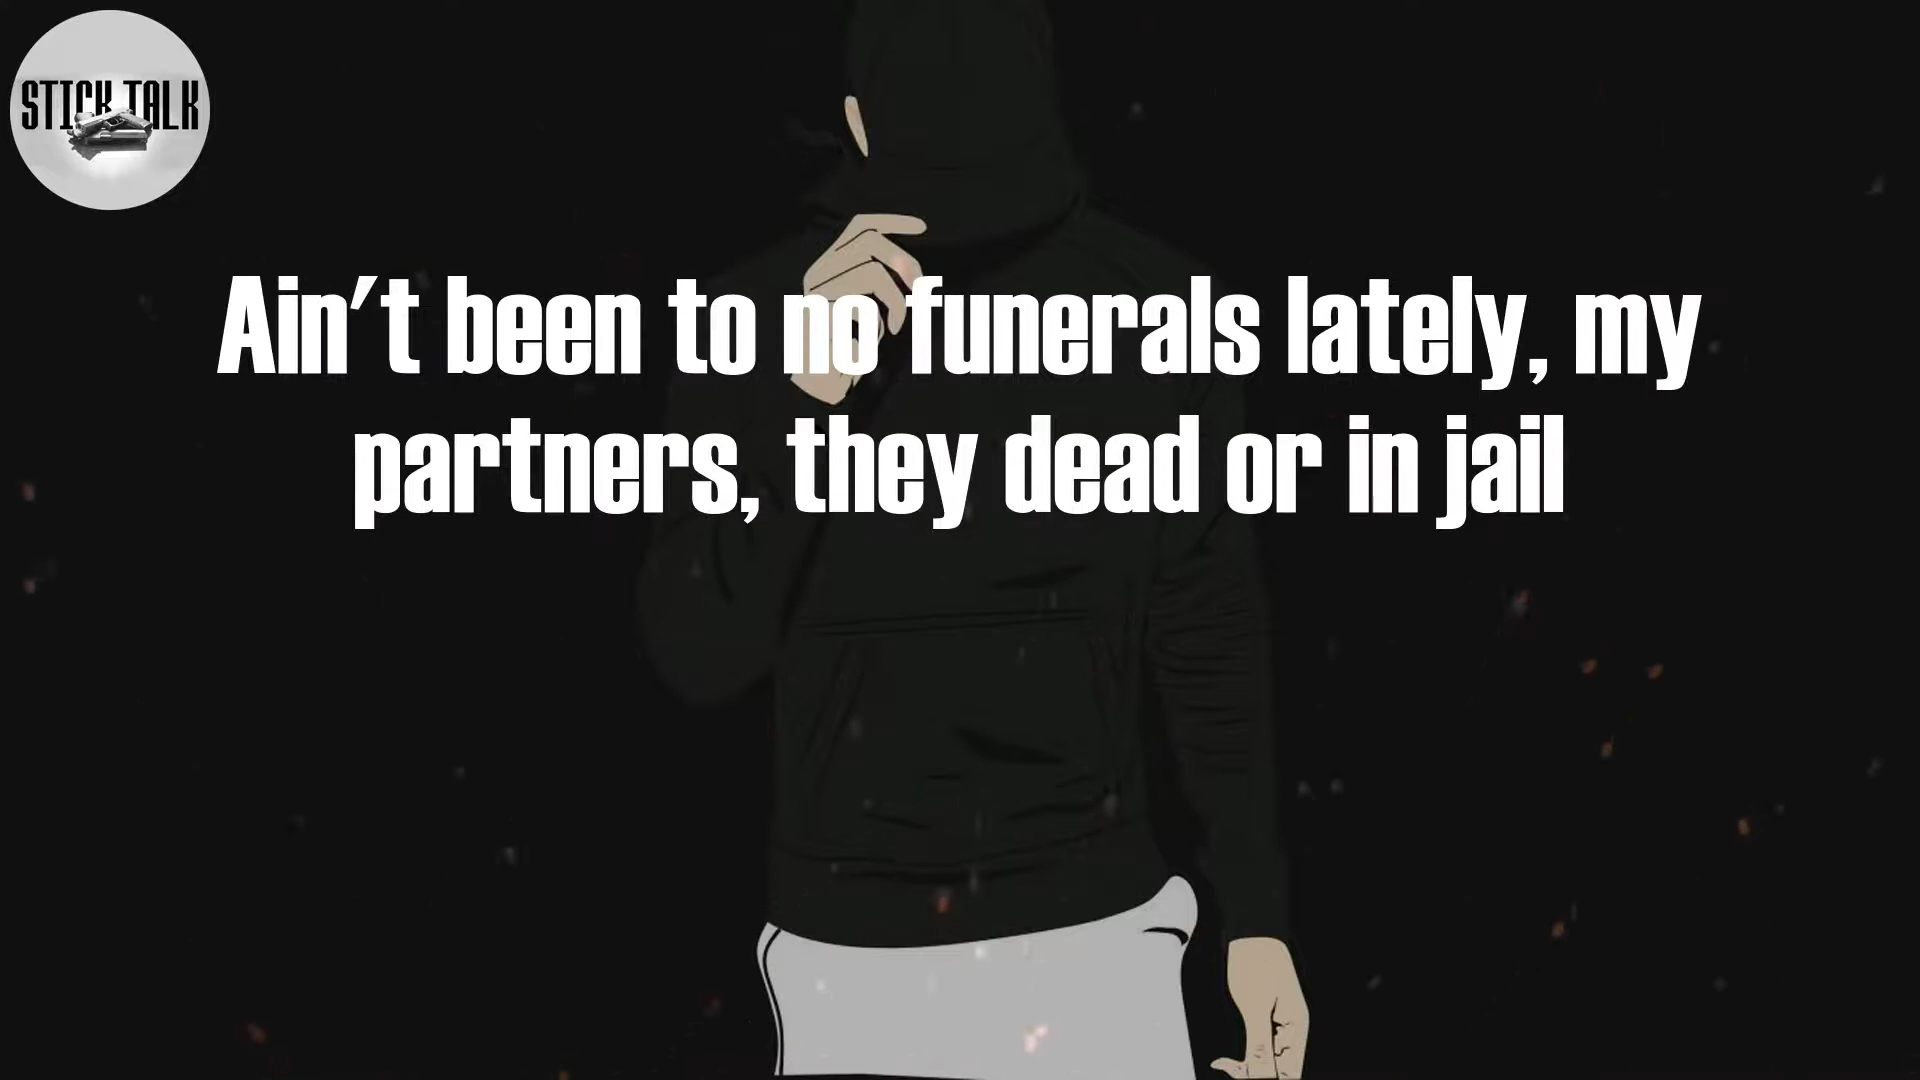 STICK TALK
Ain't been to no funerals lately, my
partners, they dead or in jail